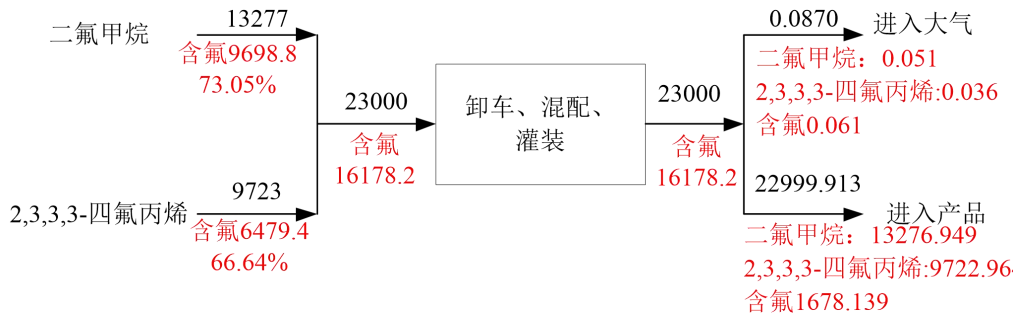 二氟甲烷
13277
含氟9698.8
73.05%
2,3,3,3-四氟丙烯
9723
含氟6479.4
66.64%
23000
含氟
16178.2
卸车、混配、
灌装
23000
含氟
16178.2
0.0870
进入大气
二氟甲烷：0.051
2,3,3,3-四氟丙烯:0.036
含氟0.061
22999.913
进入产品
二氟甲烷：13276.949
2,3,3,3-四氟丙烯:9722.964
含氟1678.139